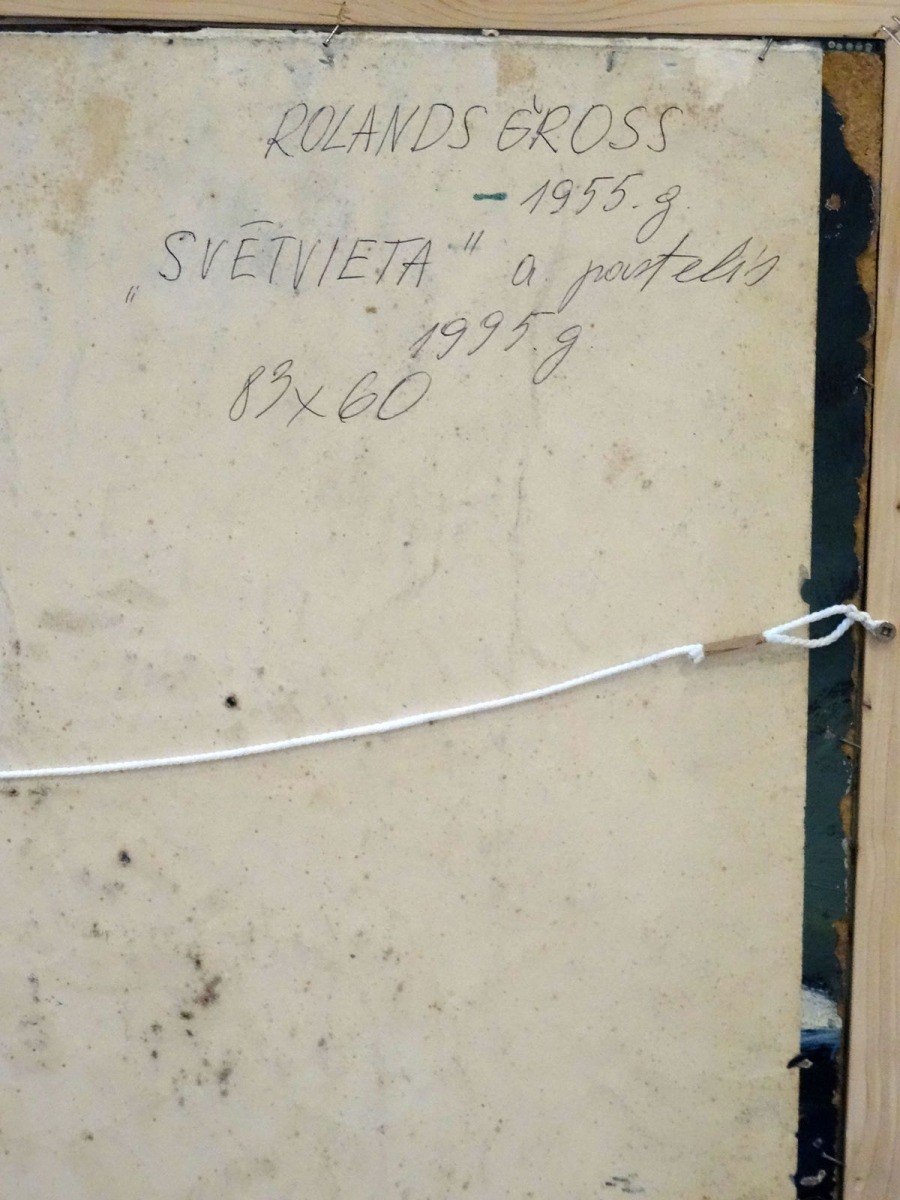 ROLANDS GROSS
- 1955.g.
„SVĒTVIETA" a pastelis
1995.g.
83x60